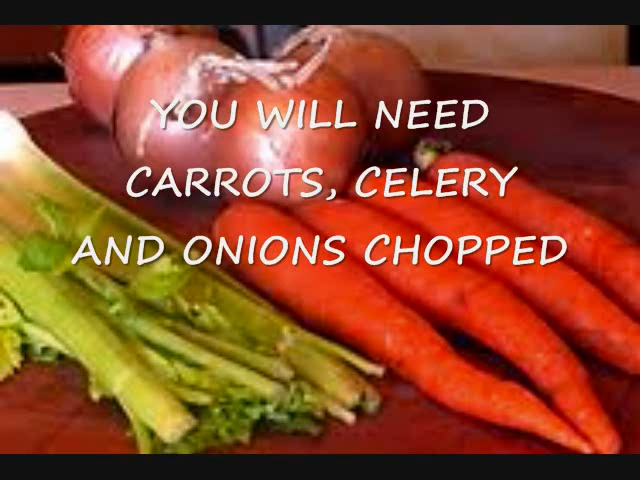 YOU WILL NEED
CARROTS, CELERY
AND ONIONS CHOPPED